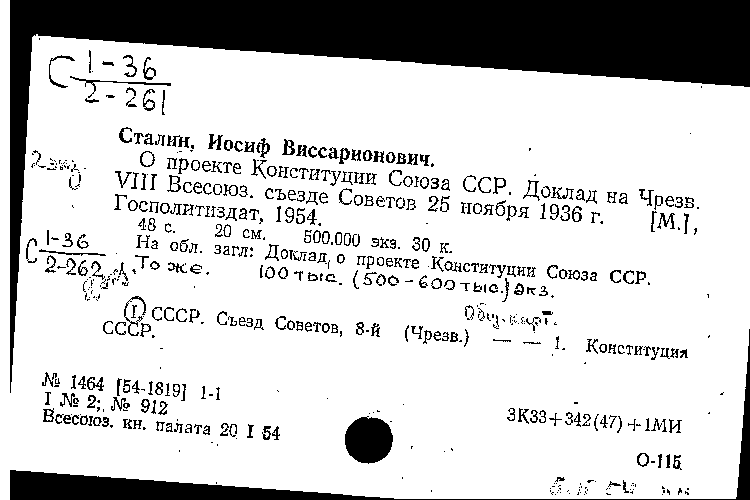 С 1-36
2-261
Сталин, Иосиф Виссарионович.
2 экз.
О проекте Конституции Союза ССР. Доклад на Чрезв.
VIII Всесоюз. съезде Советов 25 ноября 1936 г. [М.],
Госполитиздат, 1954.
48 с. 20 см. 500.000 экз. 30 к.
На обл. загл: Доклад о проекте Конституции Союза ССР.
С 1-36
2-262
То же. 100 тыс. (500-600 тыс.) экз.
I СССР. Съезд Советов, 8-й (Чрезв.) — — 1. Конституция
СССР.
№ 1464 [54-1819] 1-1
I № 2; № 912
Всесоюз. кн. палата 20 I 54
3К33+342(47)+1МИ
О-115